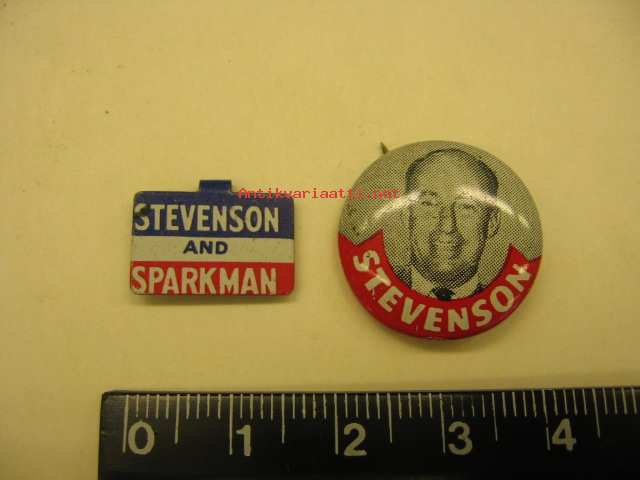 Antikvariaatti.net
STEVENSON
AND
SPARKMAN
STEVENSON
0 1 2 3 4